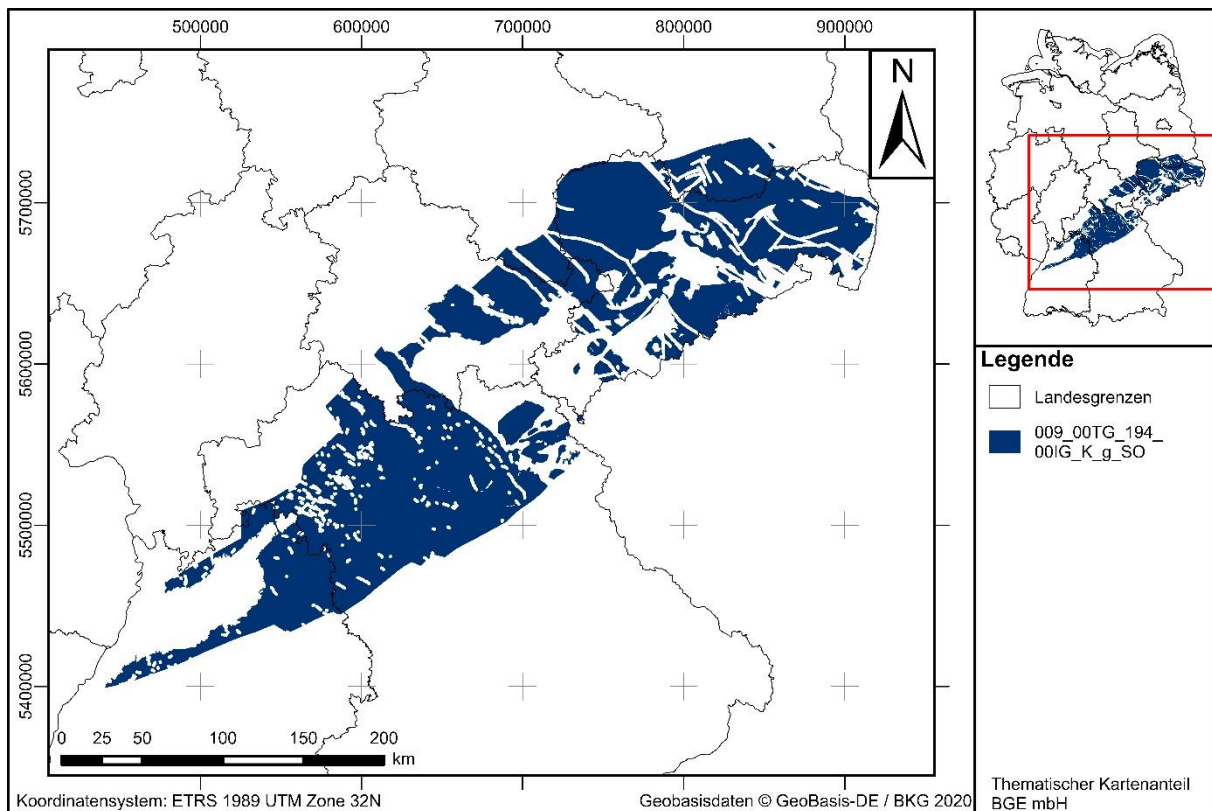 500000 600000 700000 800000 900000
N
5700000
5600000
5500000
5400000
0 25 50 100 150 200
km
Koordinatensystem: ETRS 1989 UTM Zone 32N
Geobasisdaten © GeoBasis-DE / BKG 2020
Legende
Landesgrenzen
009_00TG_194_
00IG_K_g_SO
Thematischer Kartenanteil
BGE mbH